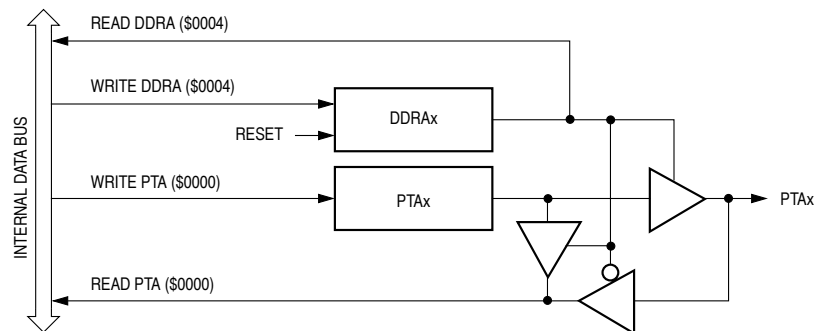 READ DDRA ($0004)
WRITE DDRA ($0004)
DDRAx
RESET
WRITE PTA ($0000)
PTAx
PTAx
READ PTA ($0000)
INTERNAL DATA BUS